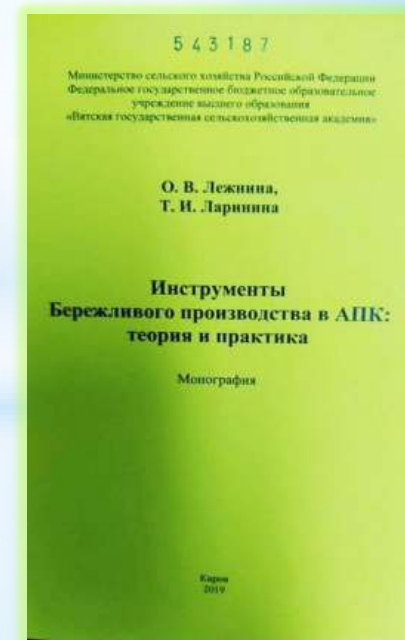 543187
Министерство сельского хозяйства Российской Федерации
Федеральное государственное бюджетное образовательное
учреждение высшего образования
«Вятская государственная сельскохозяйственная академия»
О. В. Лежнина,
Т. И. Ларинина
Инструменты
Бережливого производства в АПК:
теория и практика
Монография
Киров
2019